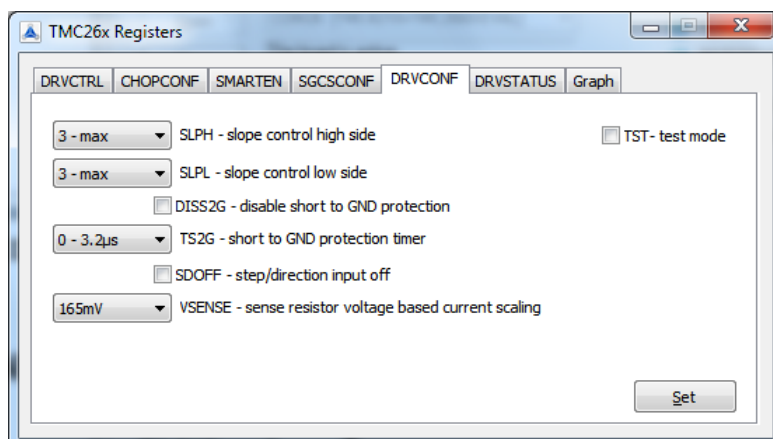 TMC26x Registers
DRVCTRL CHOPCONF SMARTEN SGCSCONF DRVCONF DRVSTATUS Graph
3 - max SLPH - slope control high side TST- test mode
3 - max SLPL - slope control low side
DISS2G - disable short to GND protection
0 - 3.2µs TS2G - short to GND protection timer
SDOFF - step/direction input off
165mV VSENSE - sense resistor voltage based current scaling
Set